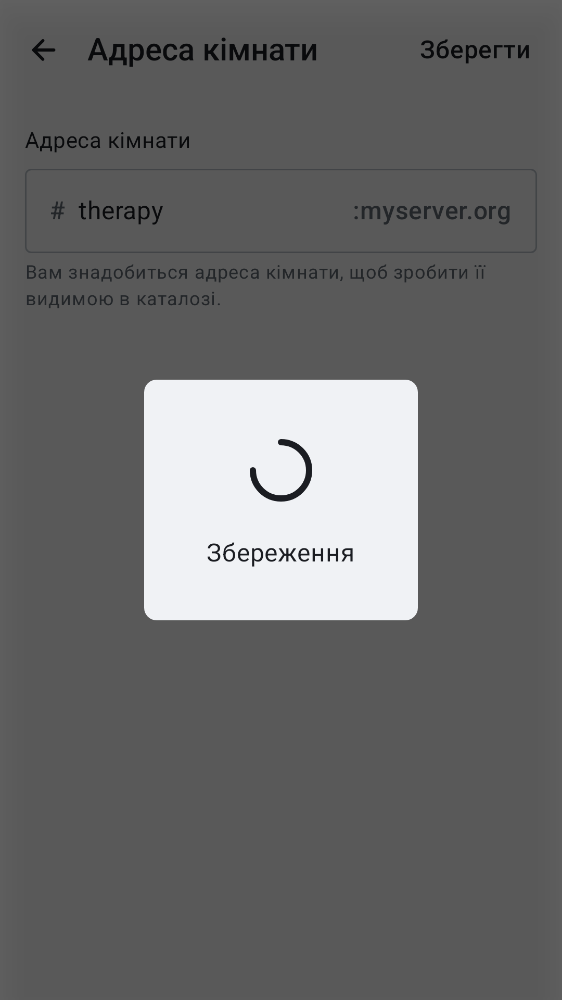 Адреса кімнати
Зберегти
Адреса кімнати
# therapy :myserver.org
Вам знадобиться адреса кімнати, щоб зробити її
видимою в каталозі.
Збереження